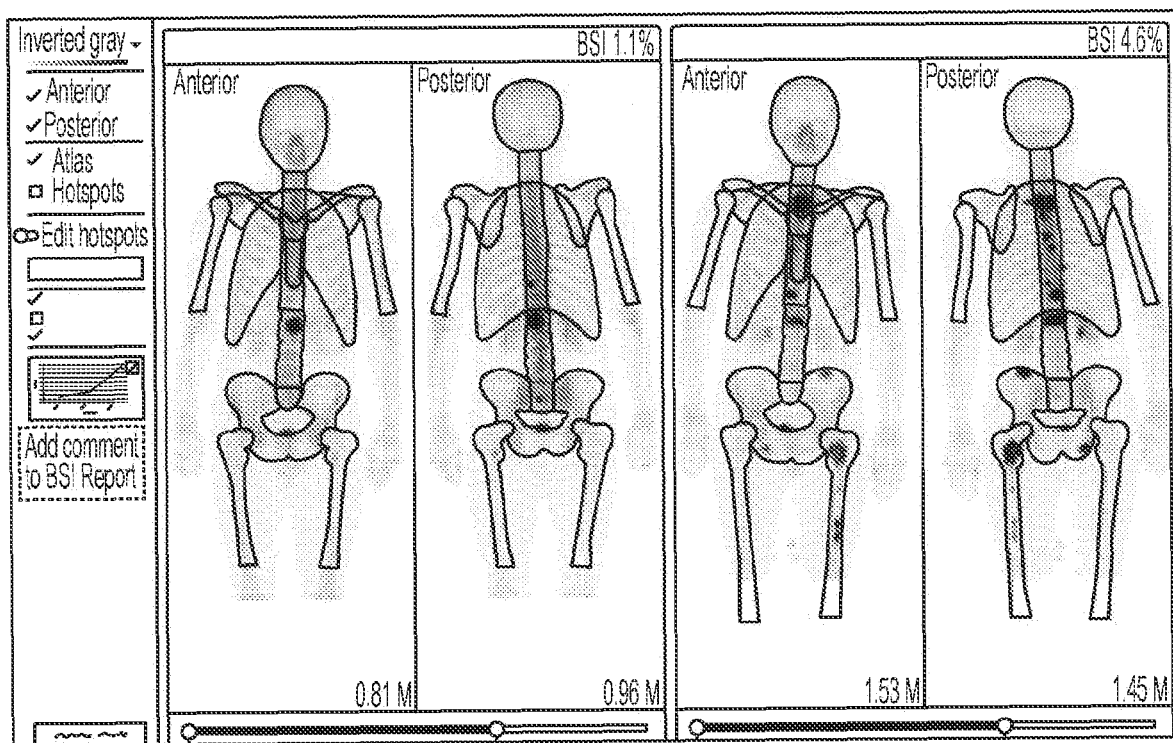 Inverted gray
Anterior
Posterior
Atlas
Hotspots
Edit hotspots
Add comment
to BSI Report
BSI 1.1%
Anterior
Posterior
0.81 M
0.96 M
BSI 4.6%
Anterior
Posterior
1.53 M
1.45 M